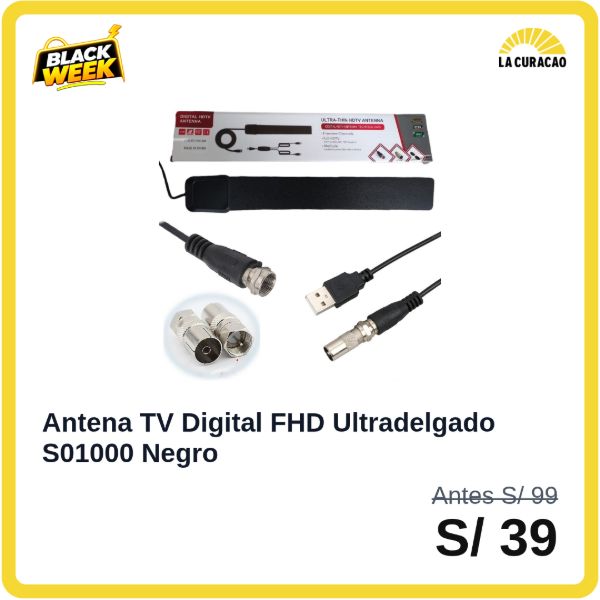 BLACK
WEEK
LA CURACAO
DIGITAL HDTV
ANTENNA
ULTRA-THIN HDTV ANTENNA
Antena TV Digital FHD Ultradelgado
S01000 Negro
Antes S/ 99
S/ 39